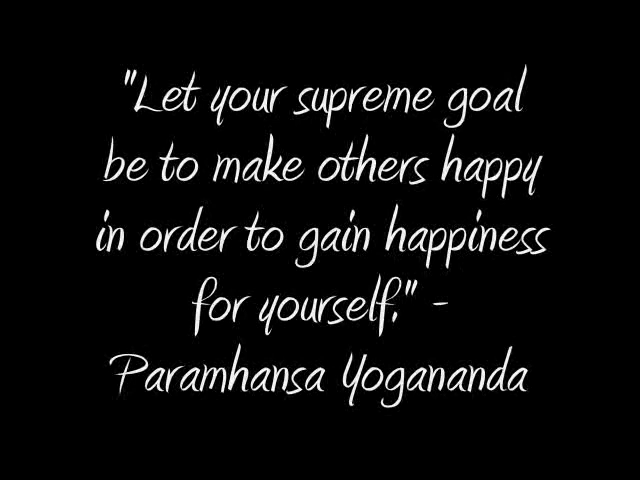 "Let your supreme goal
be to make others happy
in order to gain happiness
for yourself." -
Paramhansa Yogananda